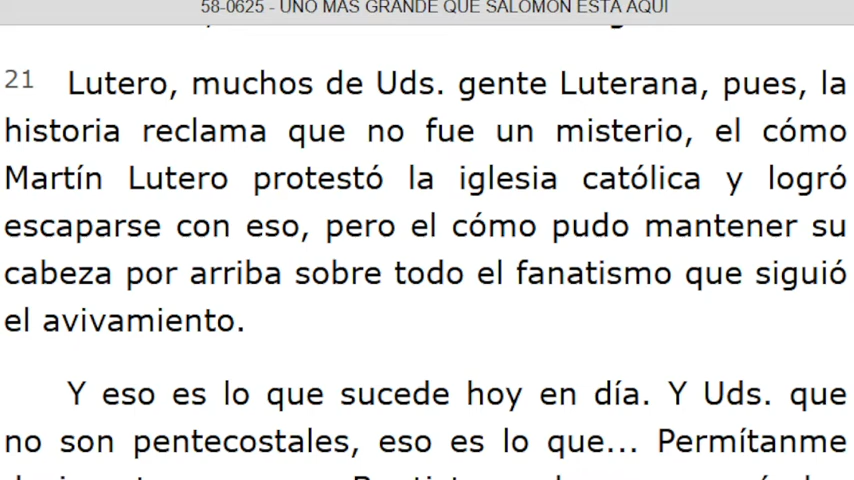 58-0625 - UNO MAS GRANDE QUE SALOMON ESTA AQUI
21 Lutero, muchos de Uds. gente Luterana, pues, la
historia reclama que no fue un misterio, el cómo
Martín Lutero protestó la iglesia católica y logró
escaparse con eso, pero el cómo pudo mantener su
cabeza por arriba sobre todo el fanatismo que siguió
el avivamiento.
Y eso es lo que sucede hoy en día. Y Uds. que
no son pentecostales, eso es lo que... Permítanme